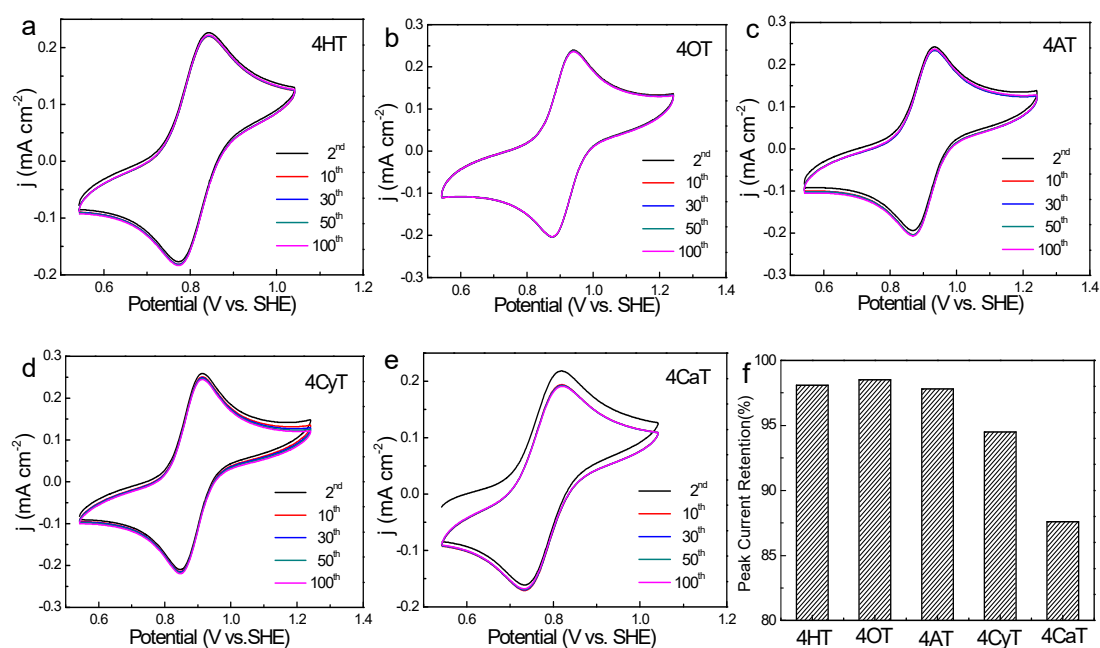 a
4HT
0.2
0.1
0.0
-0.1
-0.2
j (mA cm-2)
2nd
10th
30th
50th
100th
0.6
0.8
1.0
1.2
Potential (V vs. SHE)
b
4OT
0.3
0.2
0.1
0.0
-0.1
-0.2
-0.3
j (mA cm-2)
2nd
10th
30th
50th
100th
0.6
0.8
1.0
1.2
1.4
Potential (V vs. SHE)
c
4AT
0.3
0.2
0.1
0.0
-0.1
-0.2
-0.3
j (mA cm-2)
2nd
10th
30th
50th
100th
0.6
0.8
1.0
1.2
1.4
Potential (V vs. SHE)
d
4CyT
0.3
0.2
0.1
0.0
-0.1
-0.2
-0.3
j (mA cm-2)
2nd
10th
30th
50th
100th
0.6
0.8
1.0
1.2
1.4
Potential (V vs.SHE)
e
4CaT
0.2
0.1
0.0
-0.1
-0.2
j (mA cm-2)
2nd
10th
30th
50th
100th
0.6
0.8
1.0
1.2
Potential (V vs. SHE)
f
100
95
90
85
80
Peak Current Retention(%)
4HT
4OT
4AT
4CyT
4CaT